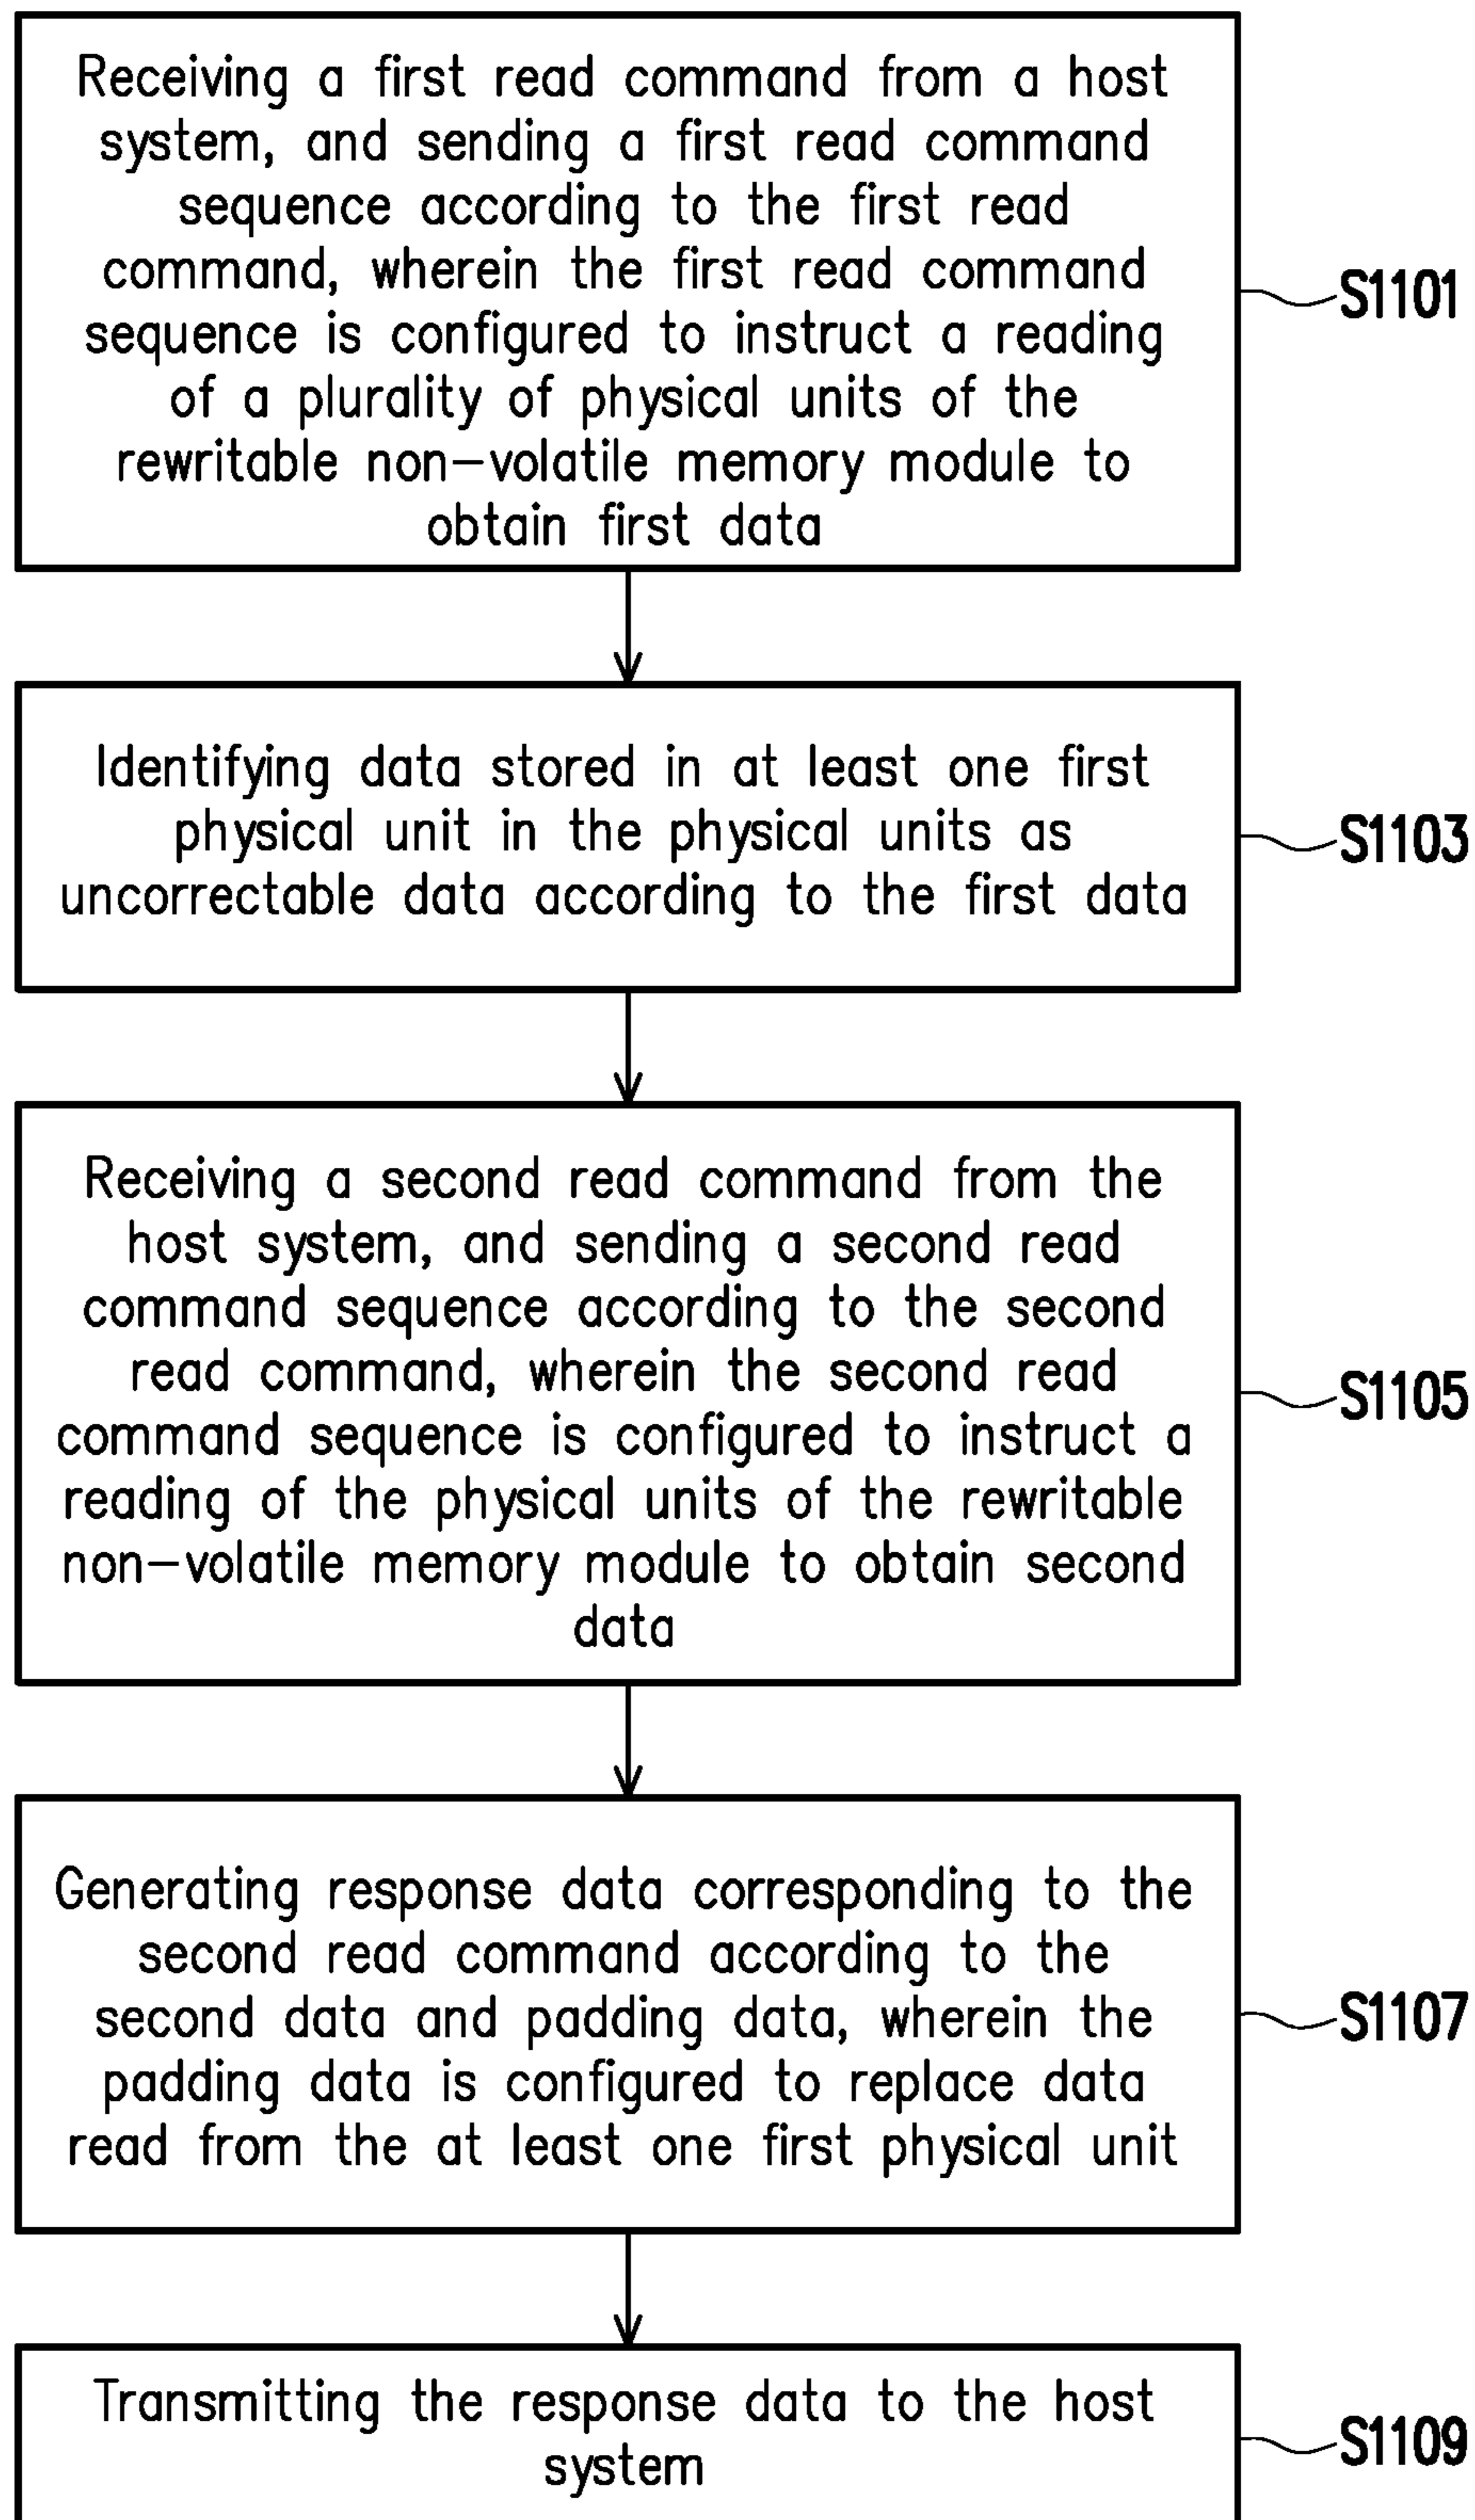 Receiving a first read command from a host
system, and sending a first read command
sequence according to the first read
command, wherein the first read command
sequence is configured to instruct a reading
of a plurality of physical units of the
rewritable non-volatile memory module to
obtain first data
S1101
Identifying data stored in at least one first
physical unit in the physical units as
uncorrectable data according to the first data
S1103
Receiving a second read command from the
host system, and sending a second read
command sequence according to the second
read command, wherein the second read
command sequence is configured to instruct a
reading of the physical units of the rewritable
non-volatile memory module to obtain second
data
S1105
Generating response data corresponding to the
second read command according to the
second data and padding data, wherein the
padding data is configured to replace data
read from the at least one first physical unit
S1107
Transmitting the response data to the host
system
S1109